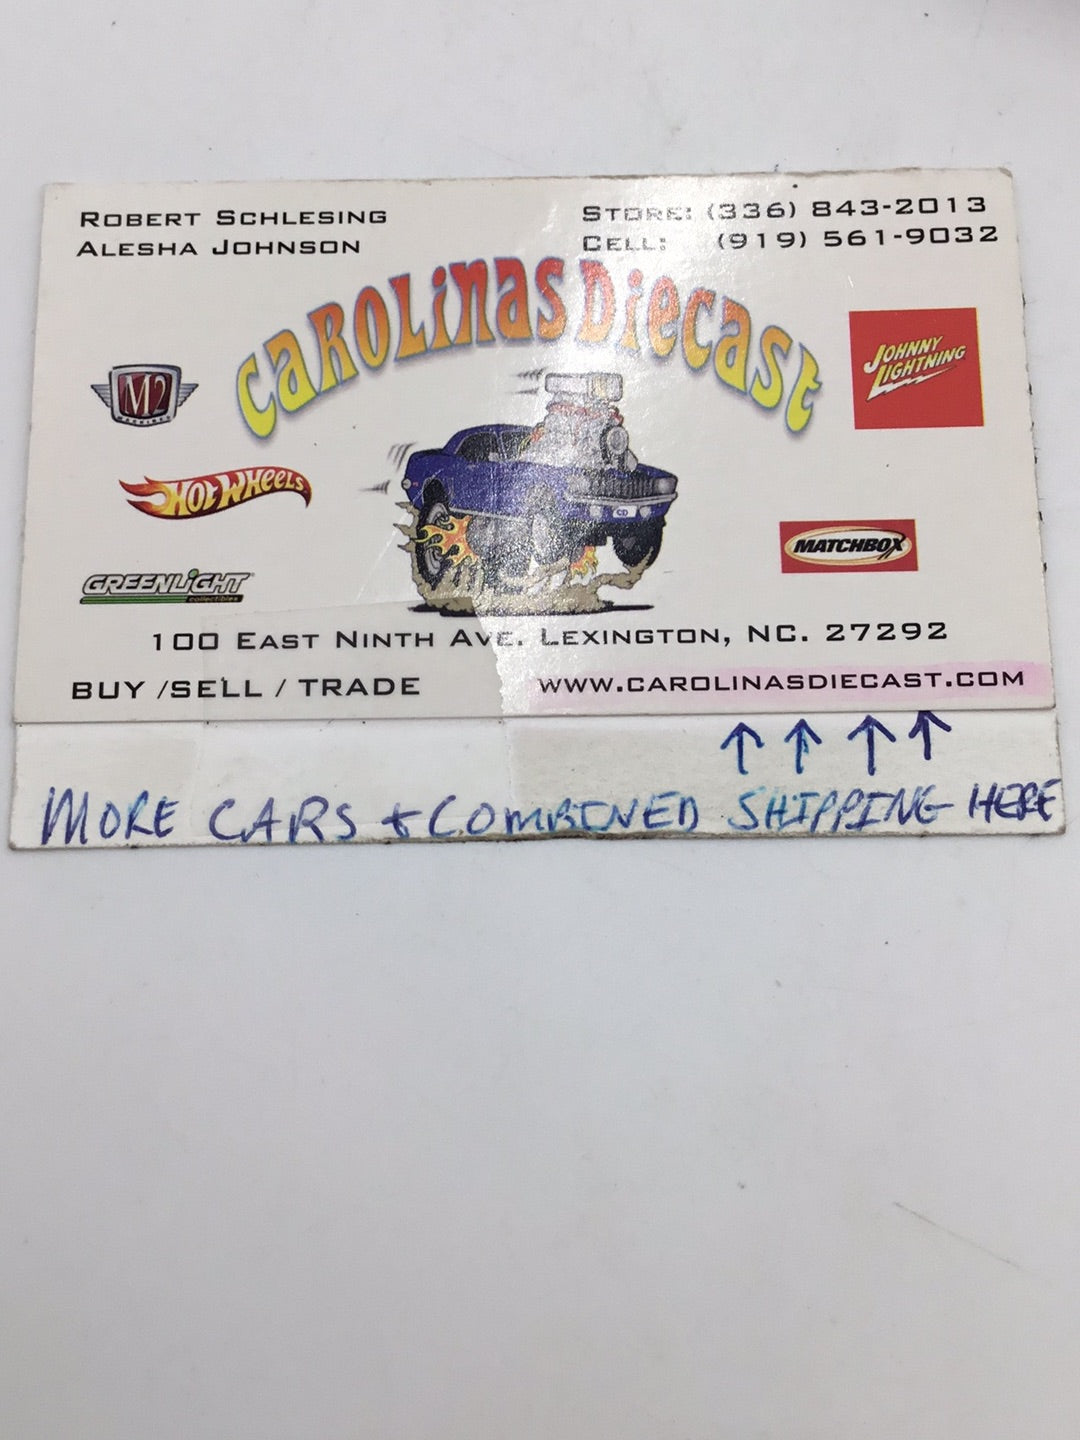 ROBERT SCHLESING
ALESHA JOHNSON
STORE: (336) 843-2013
CELL: (919) 561-9032
CAROLINAS DIECAST
M2
MACHINES
JOHNNY
LIGHTNING
HOT WHEELS
CD
MATCHBOX
GREENLIGHT
collectibles
100 EAST NINTH AVE. LEXINGTON, NC. 27292
BUY /SELL / TRADE
WWW.CAROLINASDIECAST.COM
MORE CARS + COMBINED SHIPPING HERE